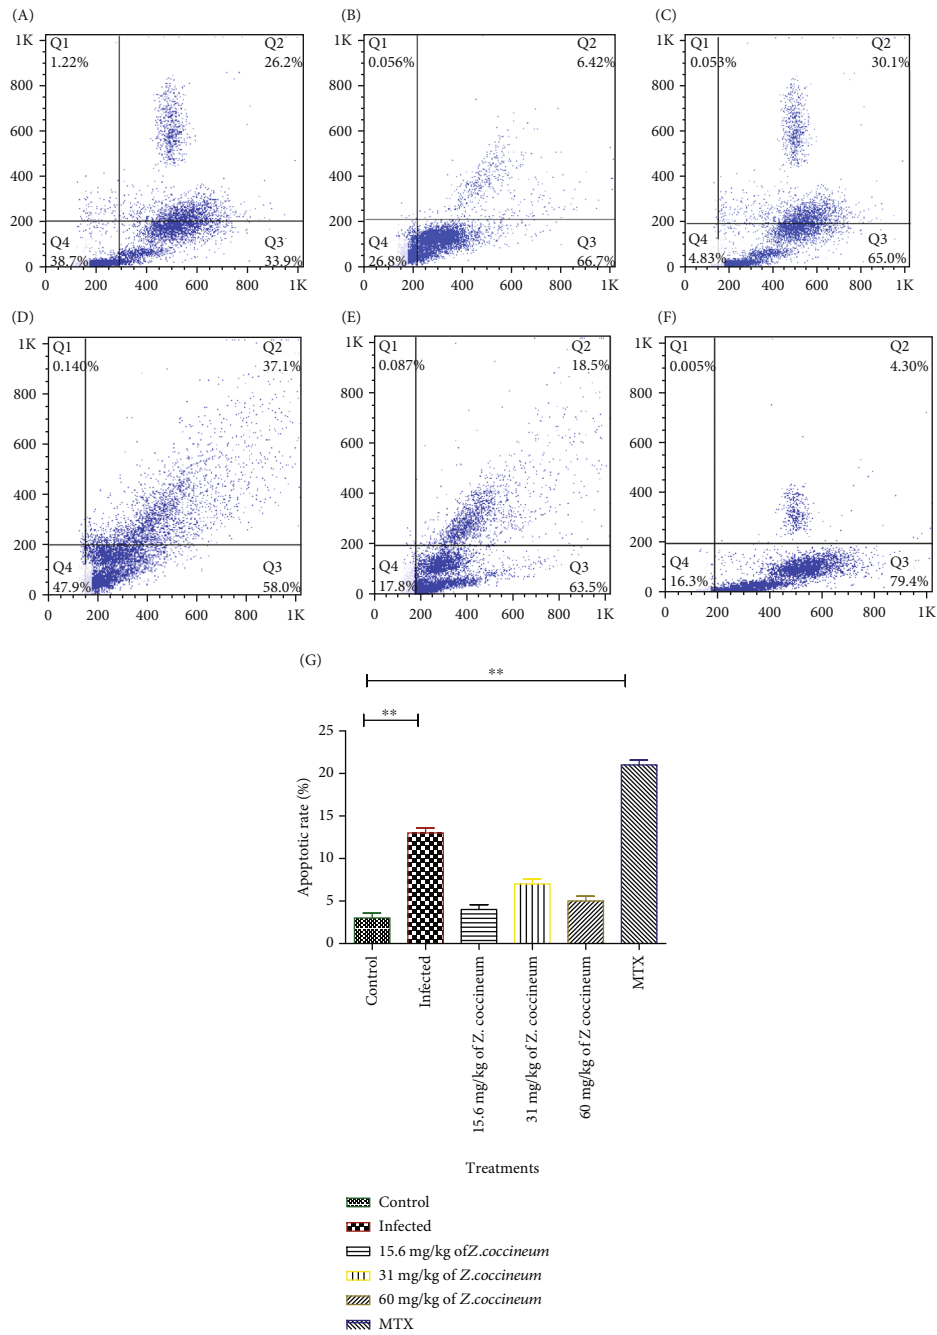 (A)
(B)
(C)
1K
Q1
Q2
1.22%
26.2%
800
600
400
200
Q4
Q3
38.7%
33.9%
0
0 200 400 600 800 1K
1K
Q1
Q2
0.056%
6.42%
800
600
400
200
Q4
Q3
26.8%
66.7%
0
0 200 400 600 800 1K
1K
Q1
Q2
0.053%
30.1%
800
600
400
200
Q4
Q3
4.83%
65.0%
0
0 200 400 600 800 1K
(D)
(E)
(F)
1K
Q1
Q2
0.140%
37.1%
800
600
400
200
Q4
Q3
47.9%
58.0%
0
0 200 400 600 800 1K
1K
Q1
Q2
0.087%
18.5%
800
600
400
200
Q4
Q3
17.8%
63.5%
0
0 200 400 600 800 1K
1K
Q1
Q2
0.005%
4.30%
800
600
400
200
Q4
Q3
16.3%
79.4%
0
0 200 400 600 800 1K
(G)
**
**
25
20
15
10
5
0
Apoptotic rate (%)
Control
Infected
15.6 mg/kg of Z. coccineum
31 mg/kg of Z. coccineum
60 mg/kg of Z coccineum
MTX
Treatments
Control
Infected
15.6 mg/kg ofZ.coccineum
31 mg/kg of Z.coccineum
60 mg/kg of Z.coccineum
MTX